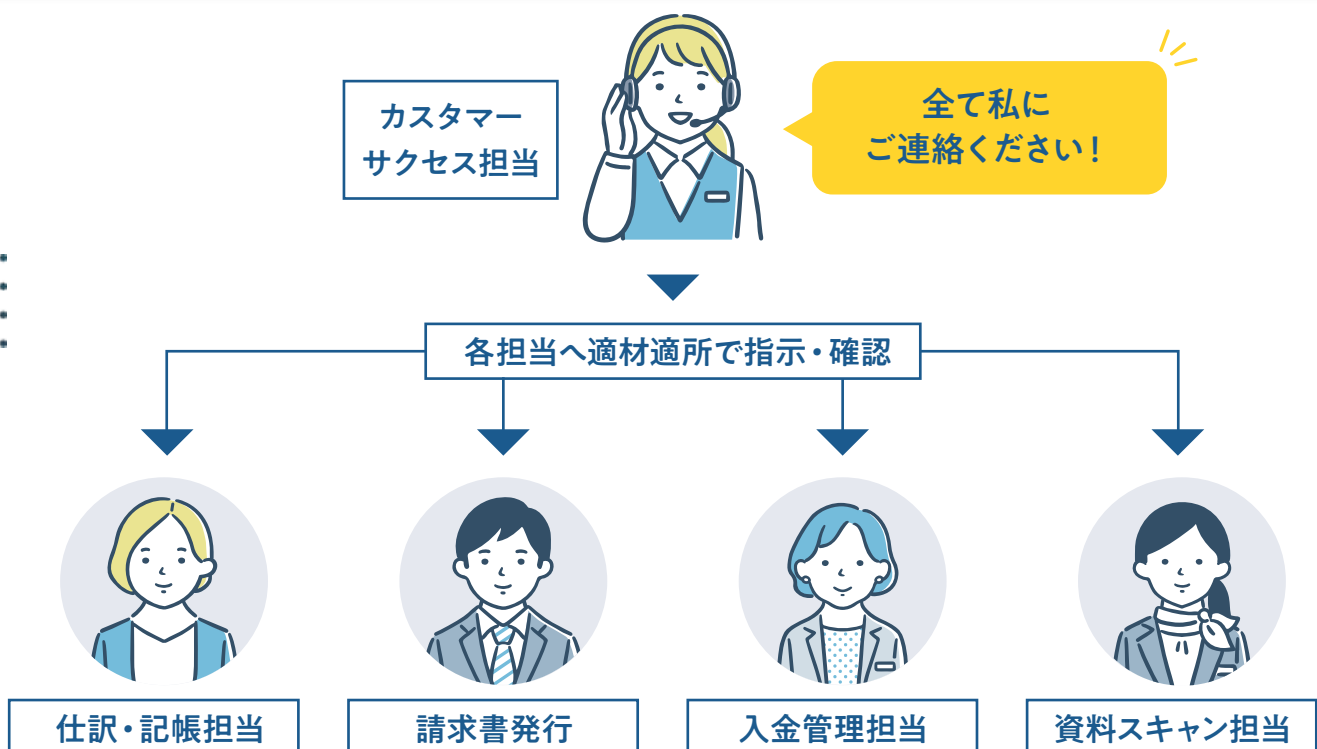 カスタマー
サクセス担当
全て私に
ご連絡ください！
各担当へ適材適所で指示・確認
仕訳・記帳担当
請求書発行
入金管理担当
資料スキャン担当